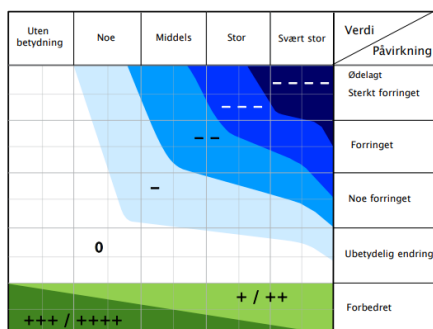 Uten
betydning
Noe
Middels
Stor
Svært stor
Verdi
Påvirkning
– – – –
Ødelagt
Sterkt forringet
– – –
– –
Forringet
–
Noe forringet
0
Ubetydelig endring
+ / ++
Forbedret
+++ / ++++